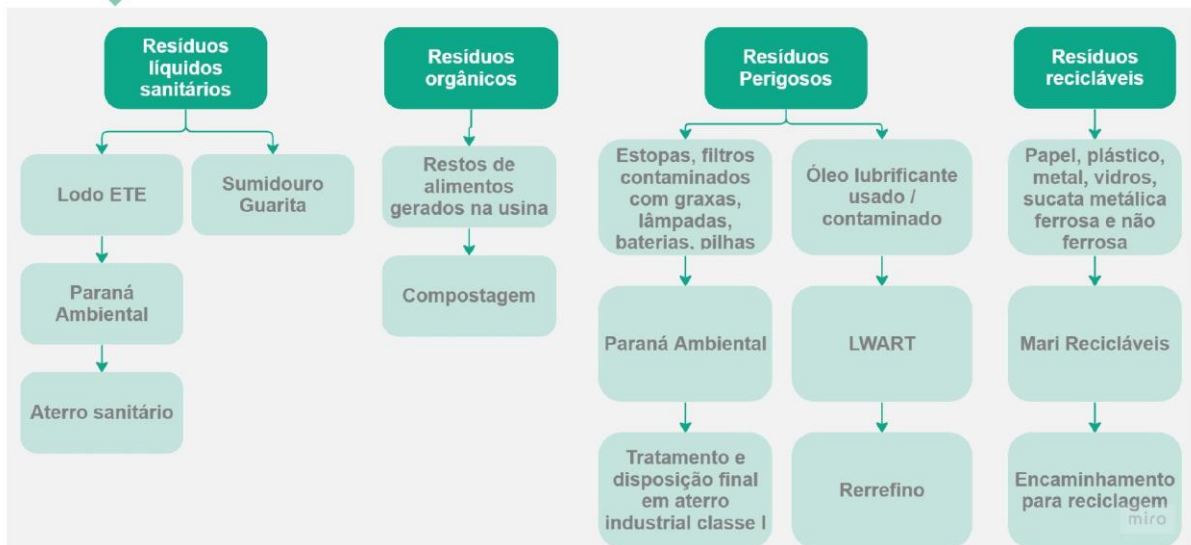 Resíduos
líquidos
sanitários
Resíduos
orgânicos
Resíduos
Perigosos
Resíduos
recicláveis
Lodo ETE
Sumidouro
Guarita
Restos de
alimentos
gerados na usina
Estopas, filtros
contaminados
com graxas,
lâmpadas,
baterias, pilhas
Óleo lubrificante
usado /
contaminado
Papel, plástico,
metal, vidros,
sucata metálica
ferrosa e não
ferrosa
Paraná
Ambiental
Compostagem
Paraná Ambiental
LWART
Mari Recicláveis
Aterro sanitário
Tratamento e
disposição final
em aterro
industrial classe I
Rerrefino
Encaminhamento
para reciclagem
miro